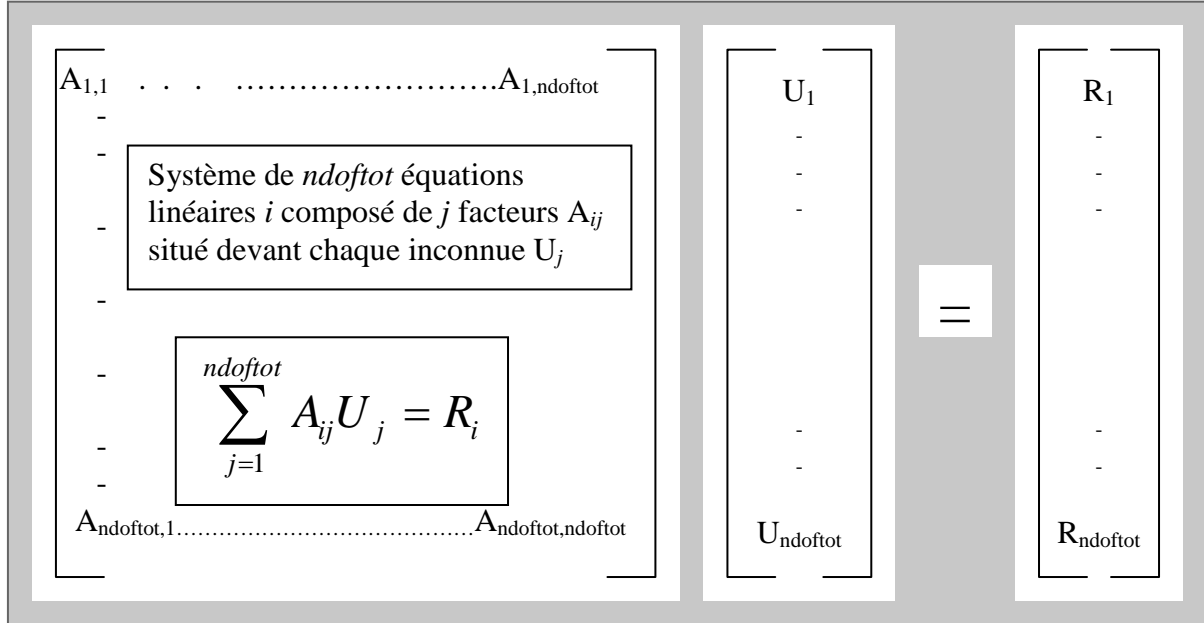 A1,1 . . . ……………………….A1,ndoftot
-
-
Système de ndoftot équations
linéaires i composé de j facteurs Aij
situé devant chaque inconnue Uj
-
-
-
ndoftot
∑ AijUj = Ri
j=1
-
-
Andoftot,1……………………………………Andoftot,ndoftot
U1
-
-
-
-
-
Undoftot
=
R1
-
-
-
-
-
Rndoftot